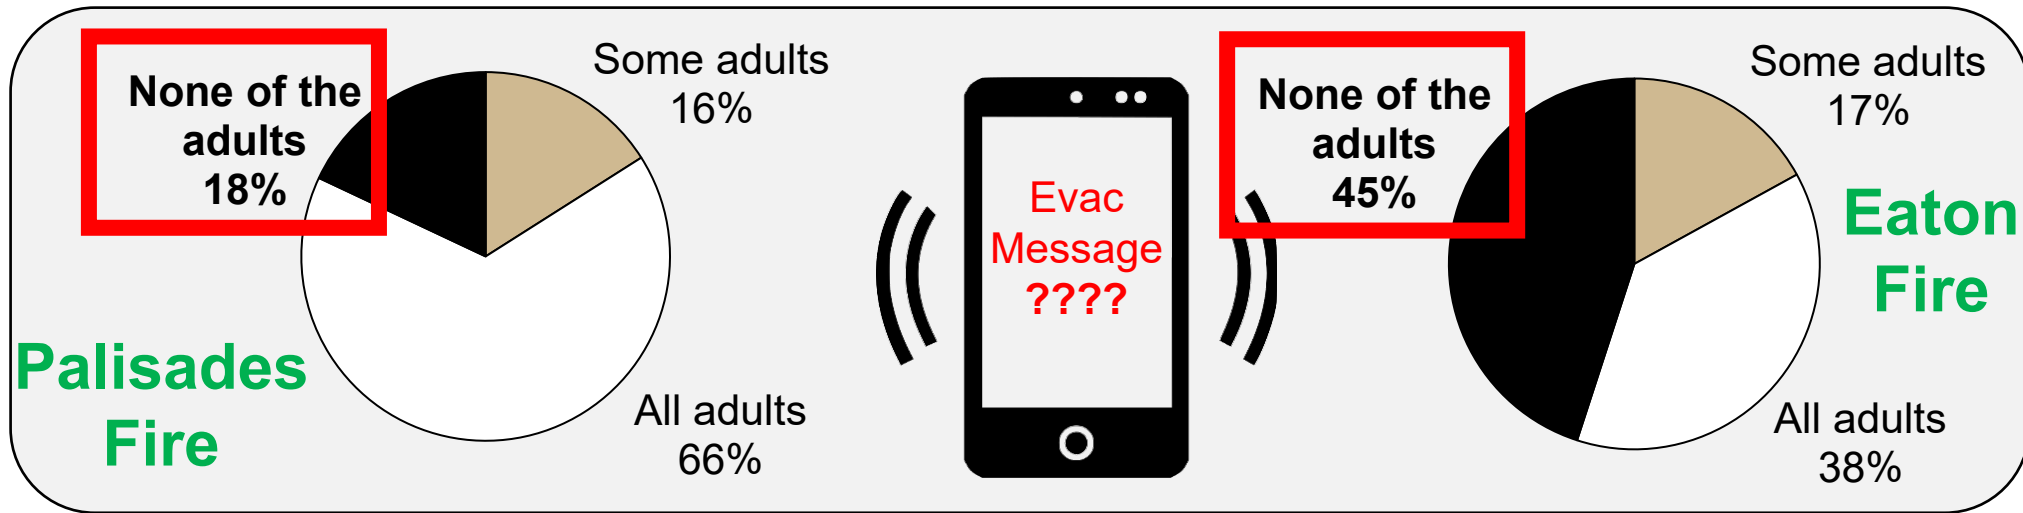 None of the
adults
18%
Some adults
16%
All adults
66%
Palisades
Fire
Evac
Message
????
None of the
adults
45%
Some adults
17%
Eaton
Fire
All adults
38%